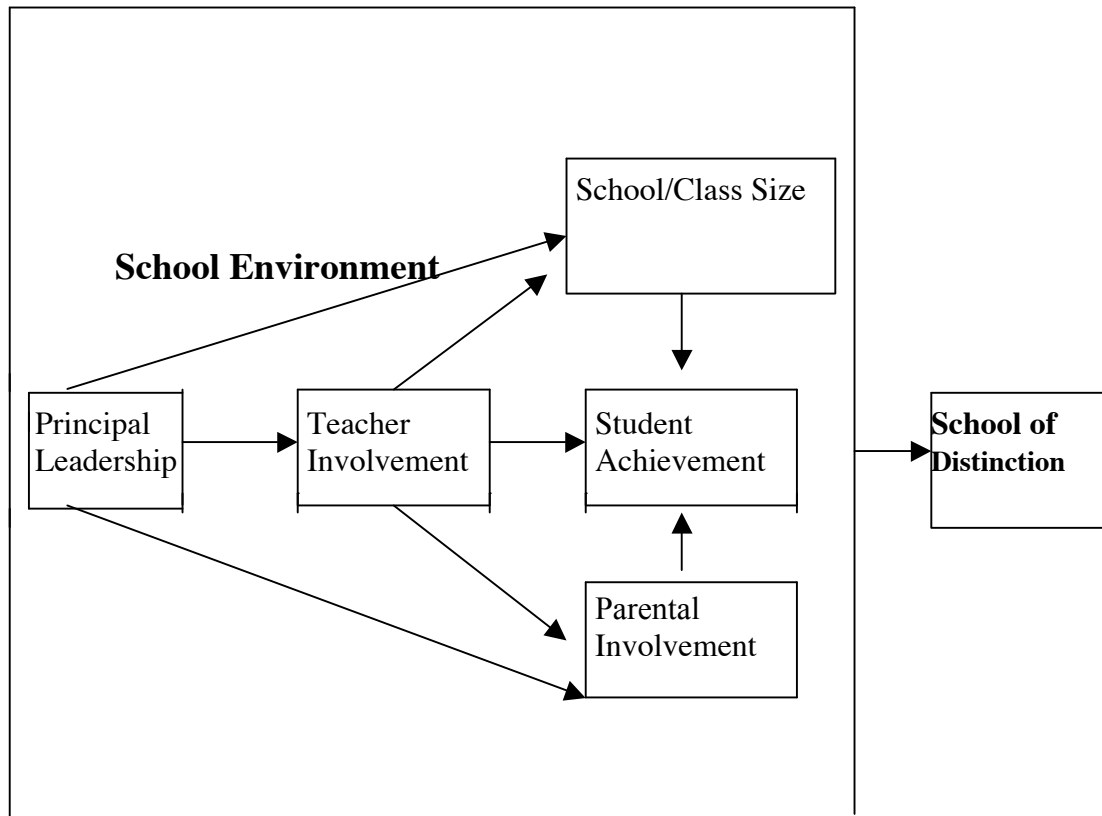 School/Class Size
School Environment
Principal
Leadership
Teacher
Involvement
Student
Achievement
School of
Distinction
Parental
Involvement